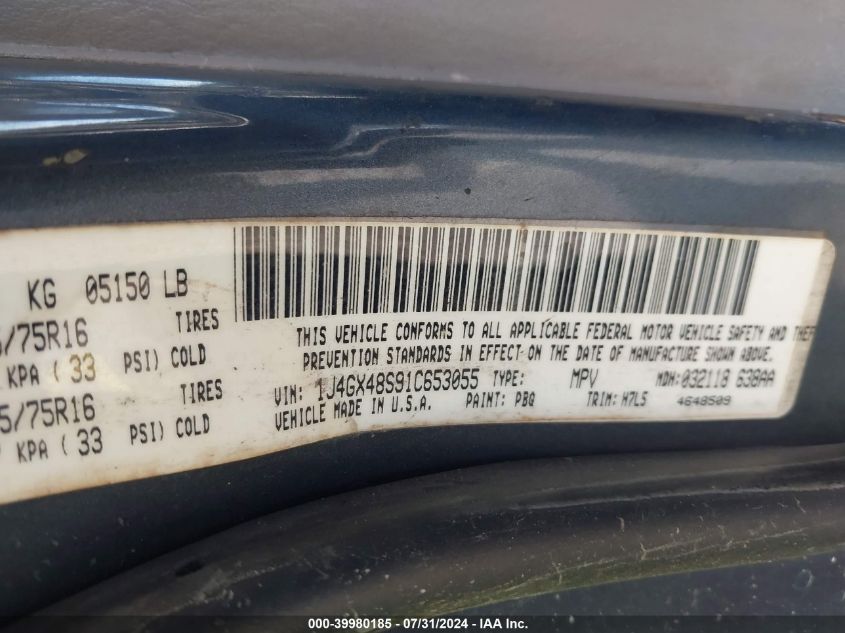 KG 05150 LB
/75R16 TIRES
KPA ( 33 PSI) COLD
5/75R16 TIRES
KPA ( 33 PSI) COLD
THIS VEHICLE CONFORMS TO ALL APPLICABLE FEDERAL MOTOR VEHICLE SAFETY AND THEF
PREVENTION STANDARDS IN EFFECT ON THE DATE OF MANUFACTURE SHOWN ABOVE.
VIN: 1J4GX48S91C653055 TYPE: MPV MDH: 032118 638AA
VEHICLE MADE IN U.S.A. PAINT: PBQ TRIM: H7L5 4648509
000-39980185 - 07/31/2024 - IAA, Inc.